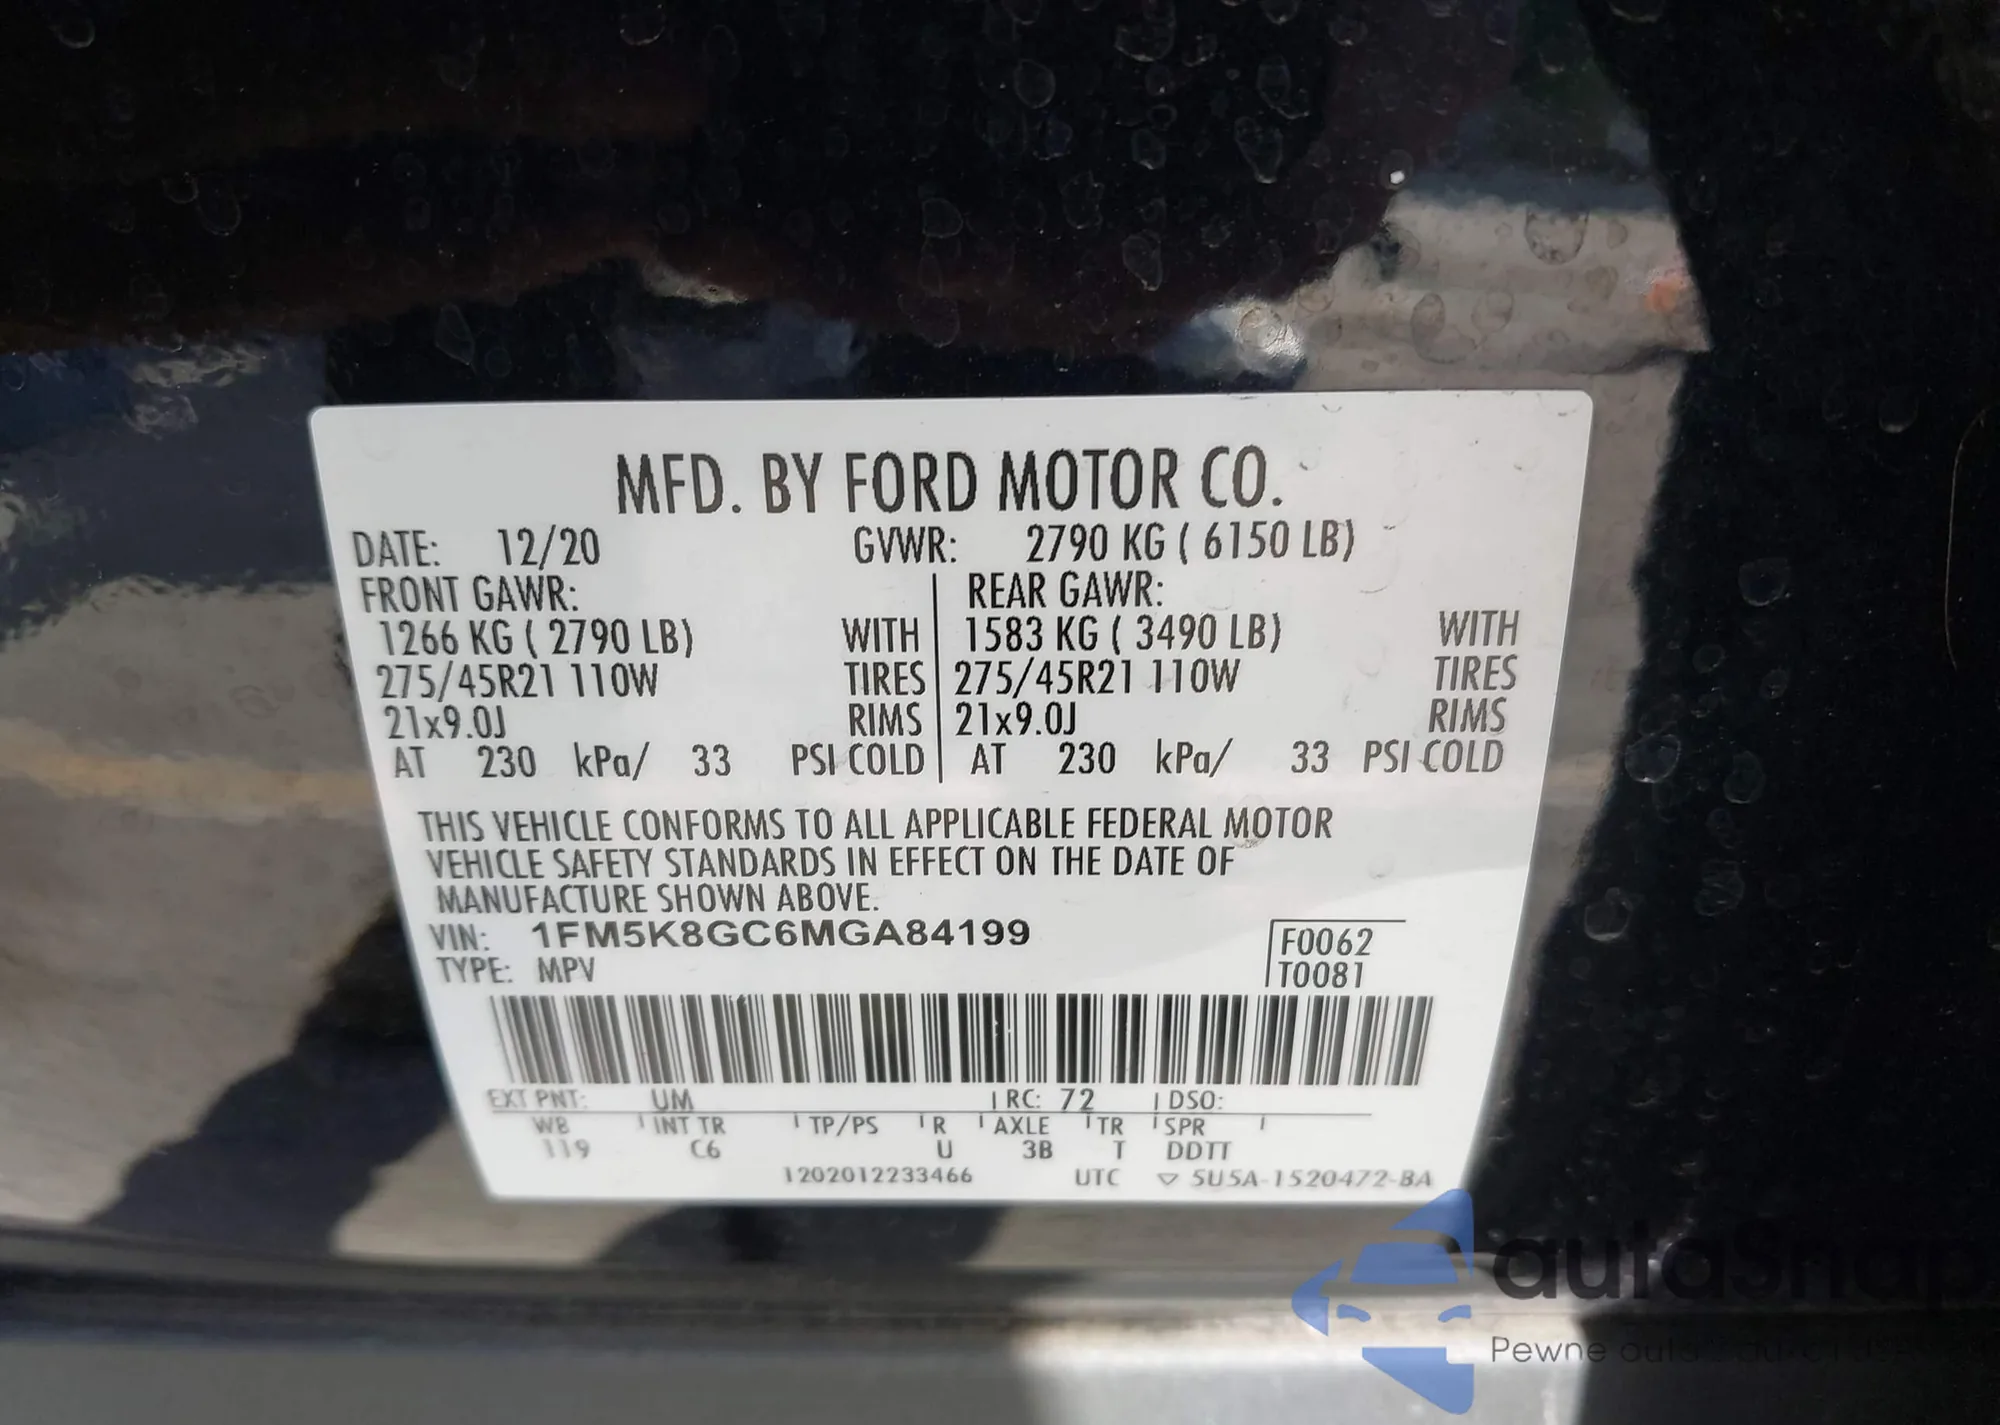 MFD. BY FORD MOTOR CO.
DATE: 12/20 GVWR: 2790 KG ( 6150 LB)
FRONT GAWR: REAR GAWR:
1266 KG ( 2790 LB) WITH 1583 KG ( 3490 LB) WITH
275/45R21 110W TIRES 275/45R21 110W TIRES
21x9.0J RIMS 21x9.0J RIMS
AT 230 kPa/ 33 PSI COLD AT 230 kPa/ 33 PSI COLD
THIS VEHICLE CONFORMS TO ALL APPLICABLE FEDERAL MOTOR
VEHICLE SAFETY STANDARDS IN EFFECT ON THE DATE OF
MANUFACTURE SHOWN ABOVE.
VIN: 1FM5K8GC6MGA84199 F0062
TYPE: MPV T0081
EXT PNT: UM RC: 72 DSO:
WB INT TR TP/PS R AXLE TR SPR
119 C6 U 3B T DDTT
1202012233466 UTC ▽ 5U5A-1520472-BA
autoSnap
Pewne auta